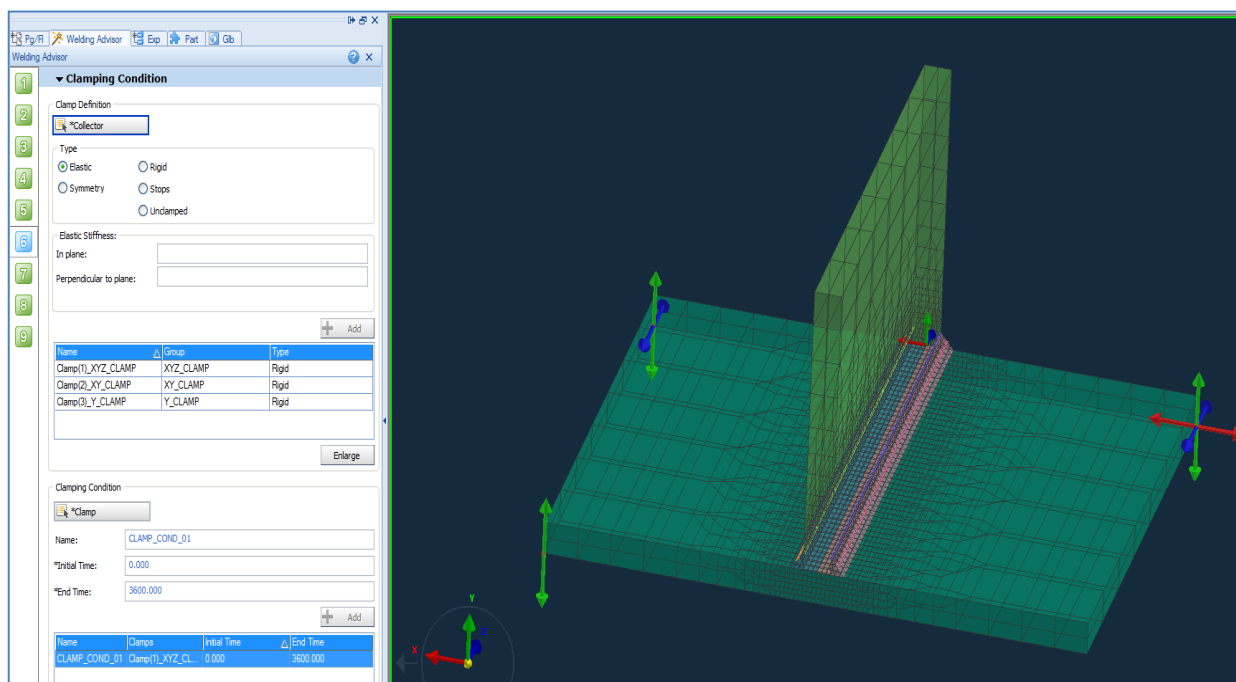 Pg/Fl Welding Advisor Exp Part Glb
Welding Advisor
Clamping Condition
1
2
3
4
5
6
7
8
9
Clamp Definition
*Collector
Type
Elastic Rigid
Symmetry Stops
Unclamped
Elastic Stiffness:
In plane:
Perpendicular to plane:
Add
Name Group Type
Clamp(1)_XYZ_CLAMP XYZ_CLAMP Rigid
Clamp(2)_XY_CLAMP XY_CLAMP Rigid
Clamp(3)_Y_CLAMP Y_CLAMP Rigid
Enlarge
Clamping Condition
*Clamp
Name: CLAMP_COND_01
*Initial Time: 0.000
*End Time: 3600.000
Add
Name Clamps Initial Time End Time
CLAMP_COND_01 Clamp(1)_XYZ_CL... 0.000 3600.000
Y
Z
X